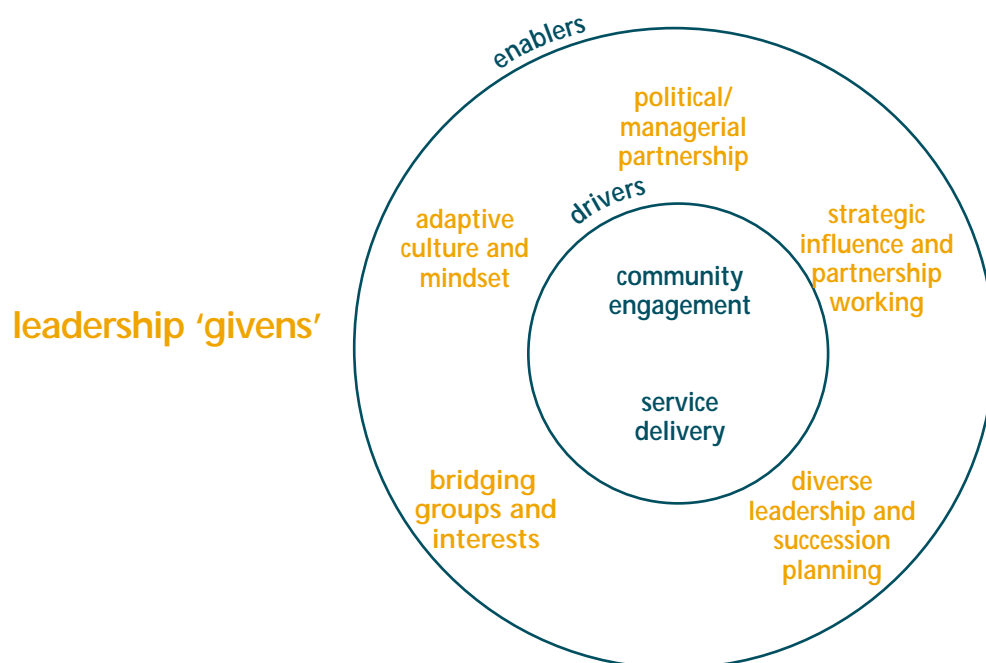 enablers
political/
managerial
partnership
drivers
adaptive
culture and
mindset
strategic
influence and
partnership
working
community
engagement
leadership ‘givens’
service
delivery
bridging
groups and
interests
diverse
leadership and
succession
planning